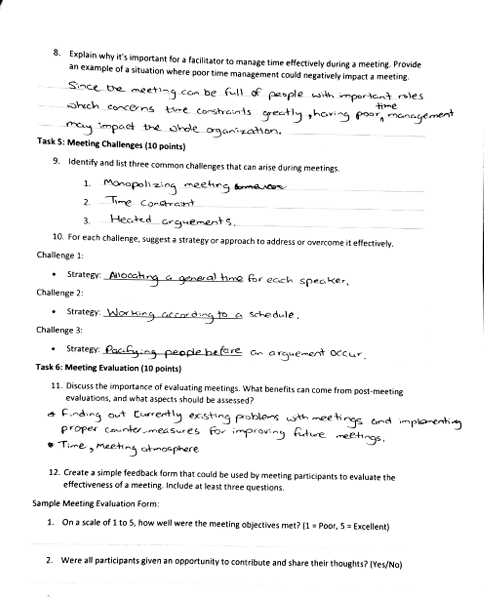 8. Explain why it's important for a facilitator to manage time effectively during a meeting. Provide
an example of a situation where poor time management could negatively impact a meeting.
Since the meeting can be full of people with important roles
which concerns time constraints greatly, having poor time management
may impact the whole organization.
Task 5: Meeting Challenges (10 points)
9. Identify and list three common challenges that can arise during meetings.
1. Monopolizing meeting
2. Time constraint
3. Heated arguements.
10. For each challenge, suggest a strategy or approach to address or overcome it effectively.
Challenge 1:
• Strategy: Allocating a general time for each speaker.
Challenge 2:
• Strategy: Working according to a schedule.
Challenge 3:
• Strategy: Pacifying people before an arguement occur.
Task 6: Meeting Evaluation (10 points)
11. Discuss the importance of evaluating meetings. What benefits can come from post-meeting
evaluations, and what aspects should be assessed?
• Finding out currently existing problems with meetings and implementing
proper counter-measures for improving future meetings.
• Time, Meeting atmosphere
12. Create a simple feedback form that could be used by meeting participants to evaluate the
effectiveness of a meeting. Include at least three questions.
Sample Meeting Evaluation Form:
1. On a scale of 1 to 5, how well were the meeting objectives met? (1 = Poor, 5 = Excellent)
2. Were all participants given an opportunity to contribute and share their thoughts? (Yes/No)